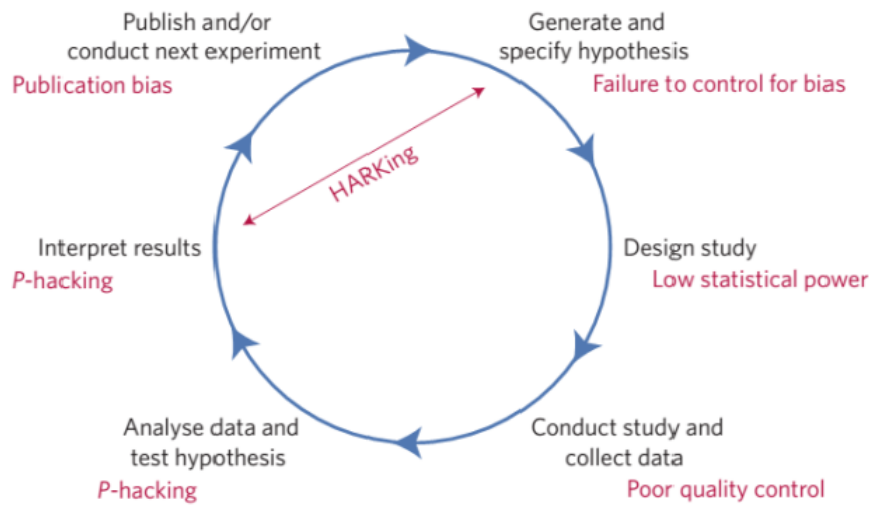 Publish and/or
conduct next experiment
Publication bias
Generate and
specify hypothesis
Failure to control for bias
HARKing
Interpret results
P-hacking
Design study
Low statistical power
Analyse data and
test hypothesis
P-hacking
Conduct study and
collect data
Poor quality control